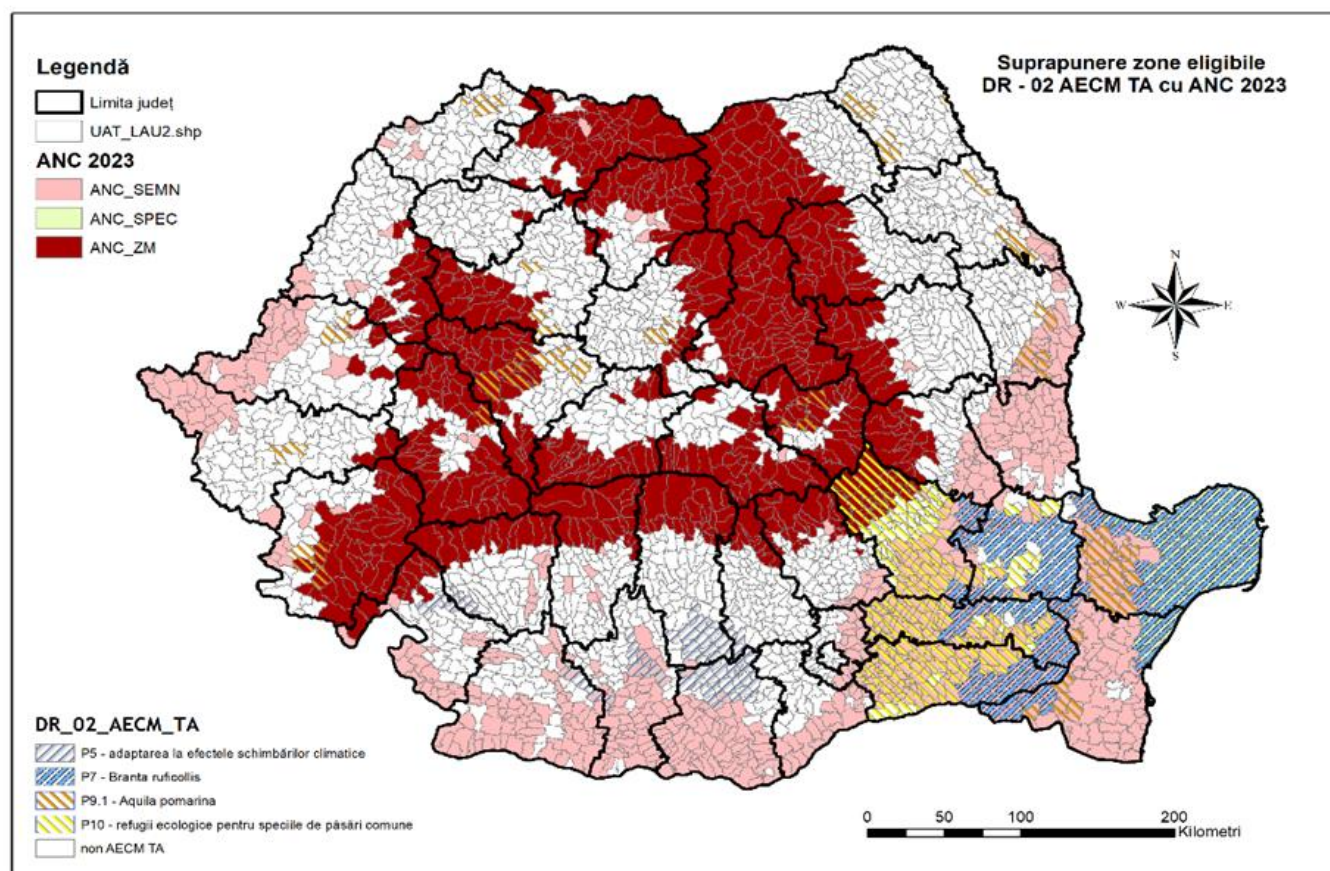 Suprapunere zone eligibile
DR - 02 AECM TA cu ANC 2023
Legendă
Limita județ
UAT_LAU2.shp
ANC 2023
ANC_SEMN
ANC_SPEC
ANC_ZM
N
W
E
S
DR_02_AECM_TA
P5 - adaptarea la efectele schimbărilor climatice
P7 - Branta ruficollis
P9.1 - Aquila pomarina
P10 - refugii ecologice pentru speciile de păsări comune
non AECM TA
0 50 100 200
Kilometri